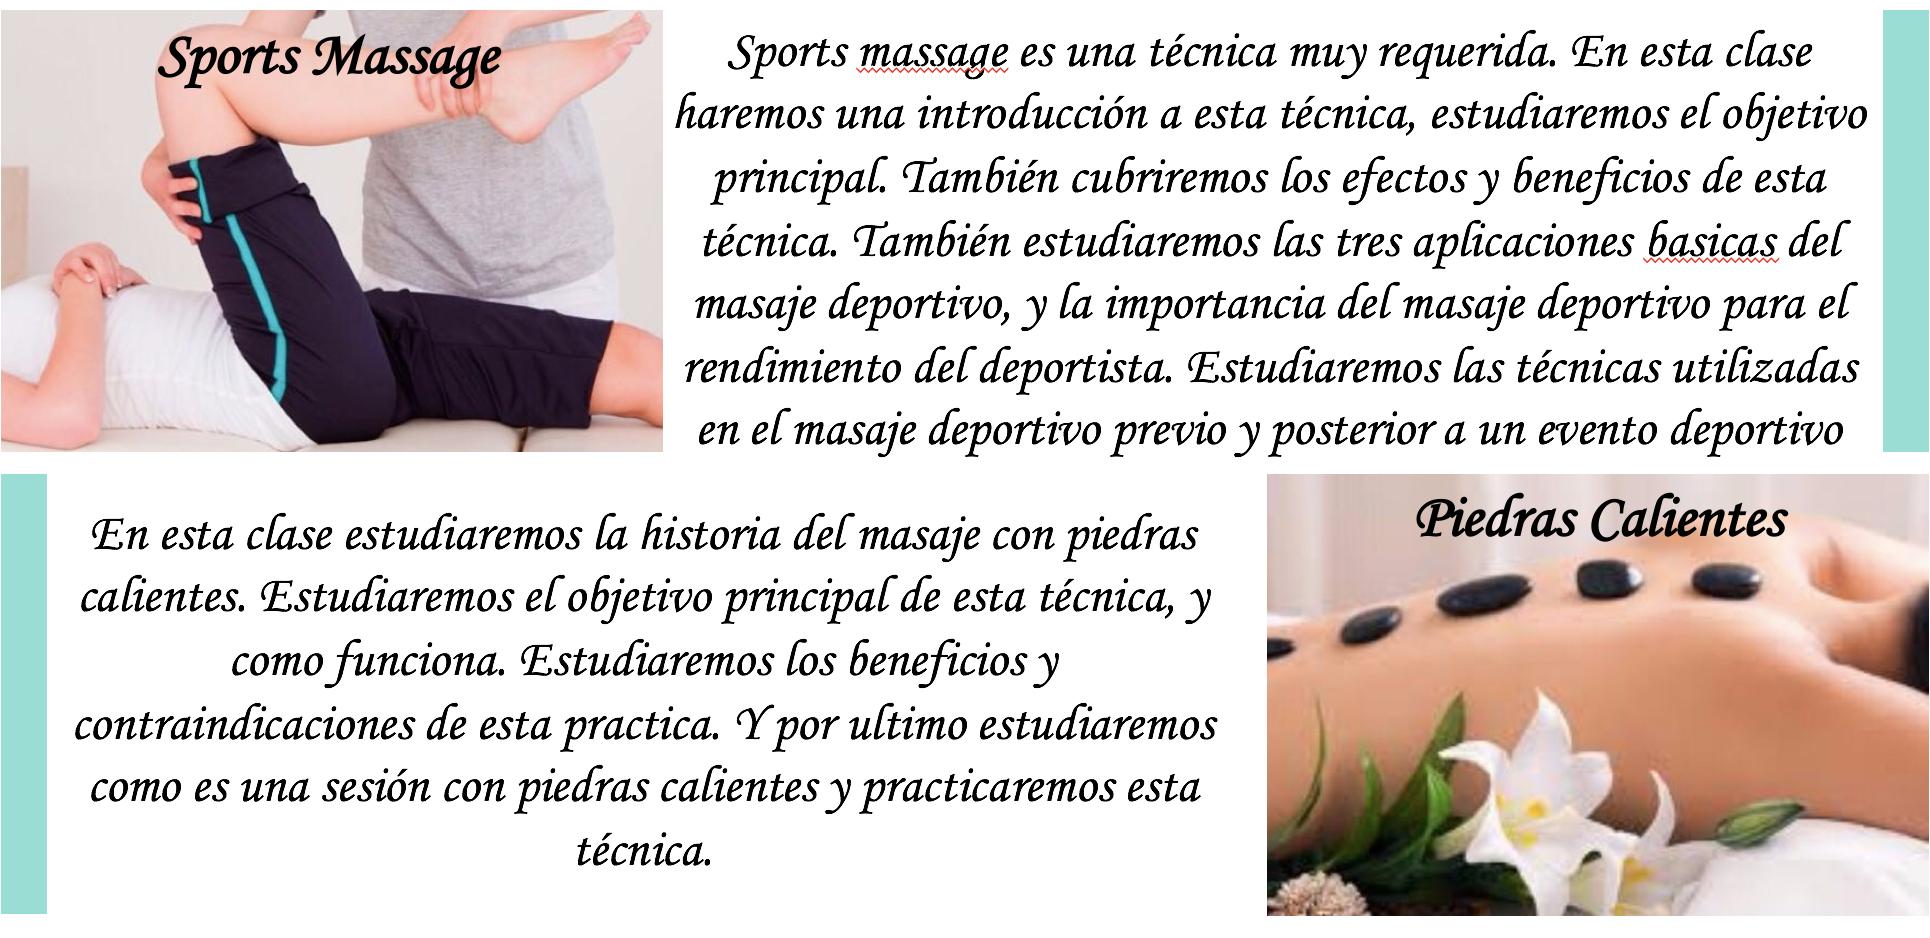 Sports Massage
Sports massage es una técnica muy requerida. En esta clase
haremos una introducción a esta técnica, estudiaremos el objetivo
principal. También cubriremos los efectos y beneficios de esta
técnica. También estudiaremos las tres aplicaciones basicas del
masaje deportivo, y la importancia del masaje deportivo para el
rendimiento del deportista. Estudiaremos las técnicas utilizadas
en el masaje deportivo previo y posterior a un evento deportivo
En esta clase estudiaremos la historia del masaje con piedras
calientes. Estudiaremos el objetivo principal de esta técnica, y
como funciona. Estudiaremos los beneficios y
contraindicaciones de esta practica. Y por ultimo estudiaremos
como es una sesión con piedras calientes y practicaremos esta
técnica.
Piedras Calientes